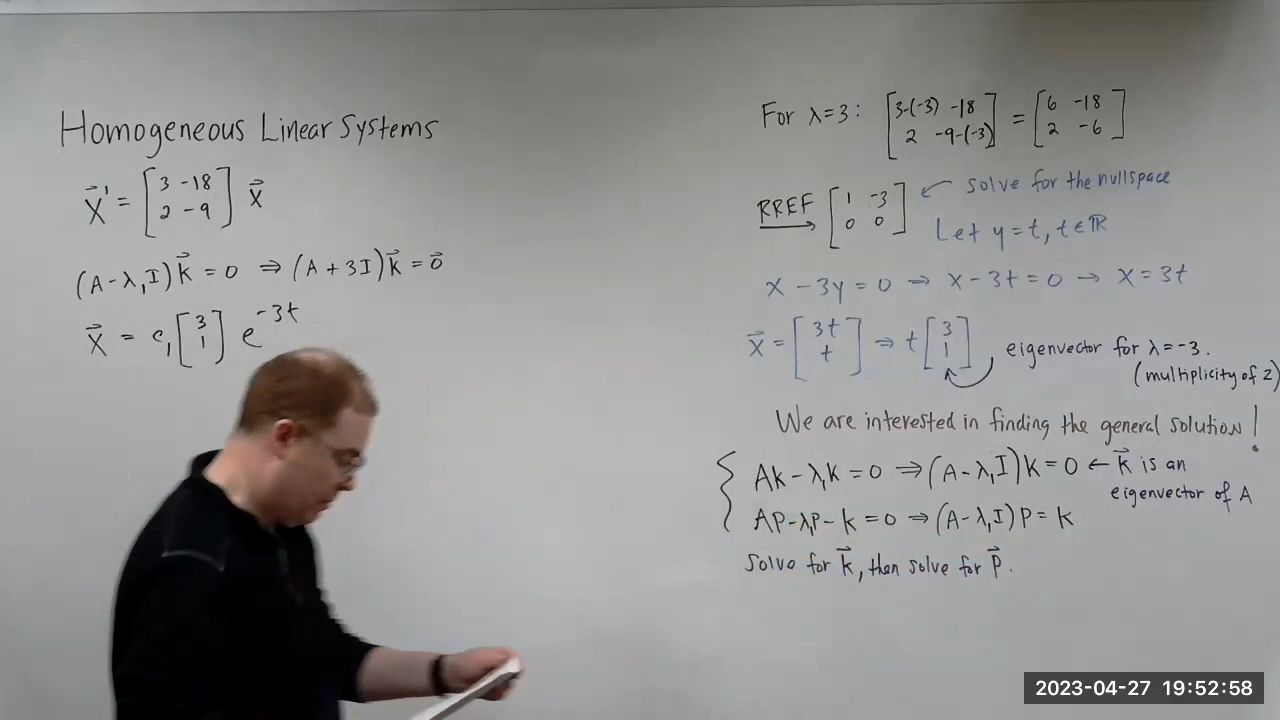 Homogeneous Linear Systems
X⃗' = [3 -18; 2 -9] X⃗
(A-λ₁I)k⃗ = 0 ⇒ (A+3I)k⃗ = 0⃗
X⃗ = c₁[3; 1] e^{-3t}
For λ=3: [3-(-3) -18; 2 -9-(-3)] = [6 -18; 2 -6]
RREF → [1 -3; 0 0] ← solve for the nullspace
Let y=t, t∈ℝ
x-3y=0 → x-3t=0 → x=3t
X⃗ = [3t; t] ⇒ t[3; 1] eigenvector for λ=-3.
(multiplicity of 2)
We are interested in finding the general solution!
{ Ak-λ₁k=0 ⇒ (A-λ₁I)k=0 ← k⃗ is an
eigenvector of A
AP-λ₁P-k=0 ⇒ (A-λ₁I)P=k
Solve for k⃗, then solve for P⃗.
2023-04-27 19:52:58